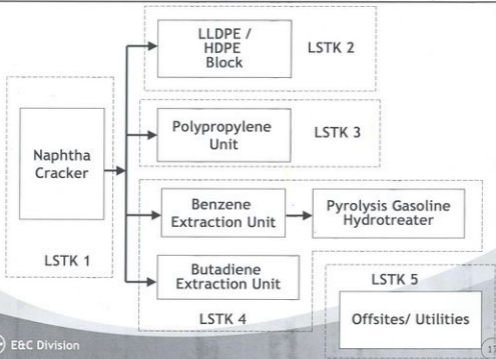 LLDPE /
HDPE
Block
LSTK 2
Polypropylene
Unit
LSTK 3
Naphtha
Cracker
LSTK 1
Benzene
Extraction Unit
Pyrolysis Gasoline
Hydrotreater
Butadiene
Extraction Unit
LSTK 4
LSTK 5
Offsites/ Utilities
E&C Division